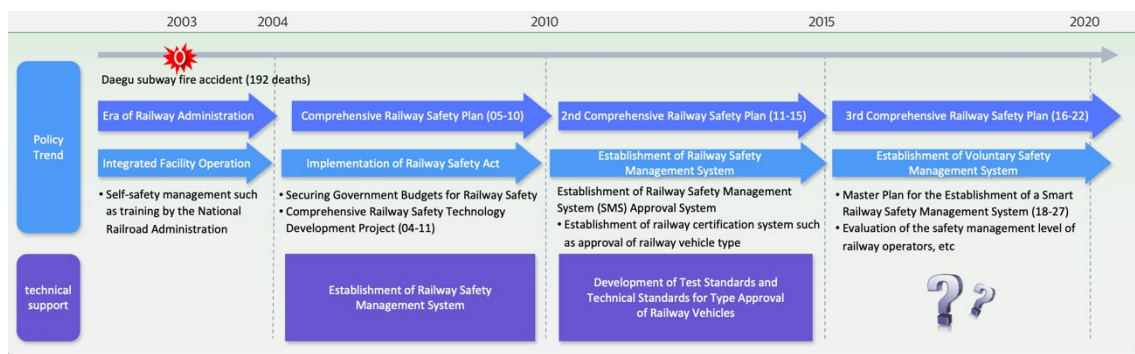 2003 2004 2010 2015 2020
Daegu subway fire accident (192 deaths)
Policy
Trend
Era of Railway Administration
Comprehensive Railway Safety Plan (05-10)
2nd Comprehensive Railway Safety Plan (11-15)
3rd Comprehensive Railway Safety Plan (16-22)
Integrated Facility Operation
Implementation of Railway Safety Act
Establishment of Railway Safety
Management System
Establishment of Voluntary Safety
Management System
• Self-safety management such
as training by the National
Railroad Administration
• Securing Government Budgets for Railway Safety
• Comprehensive Railway Safety Technology
Development Project (04-11)
Establishment of Railway Safety Management
System (SMS) Approval System
• Establishment of railway certification system such
as approval of railway vehicle type
• Master Plan for the Establishment of a Smart
Railway Safety Management System (18-27)
• Evaluation of the safety management level of
railway operators, etc
technical
support
Establishment of Railway Safety
Management System
Development of Test Standards and
Technical Standards for Type Approval
of Railway Vehicles
? ?